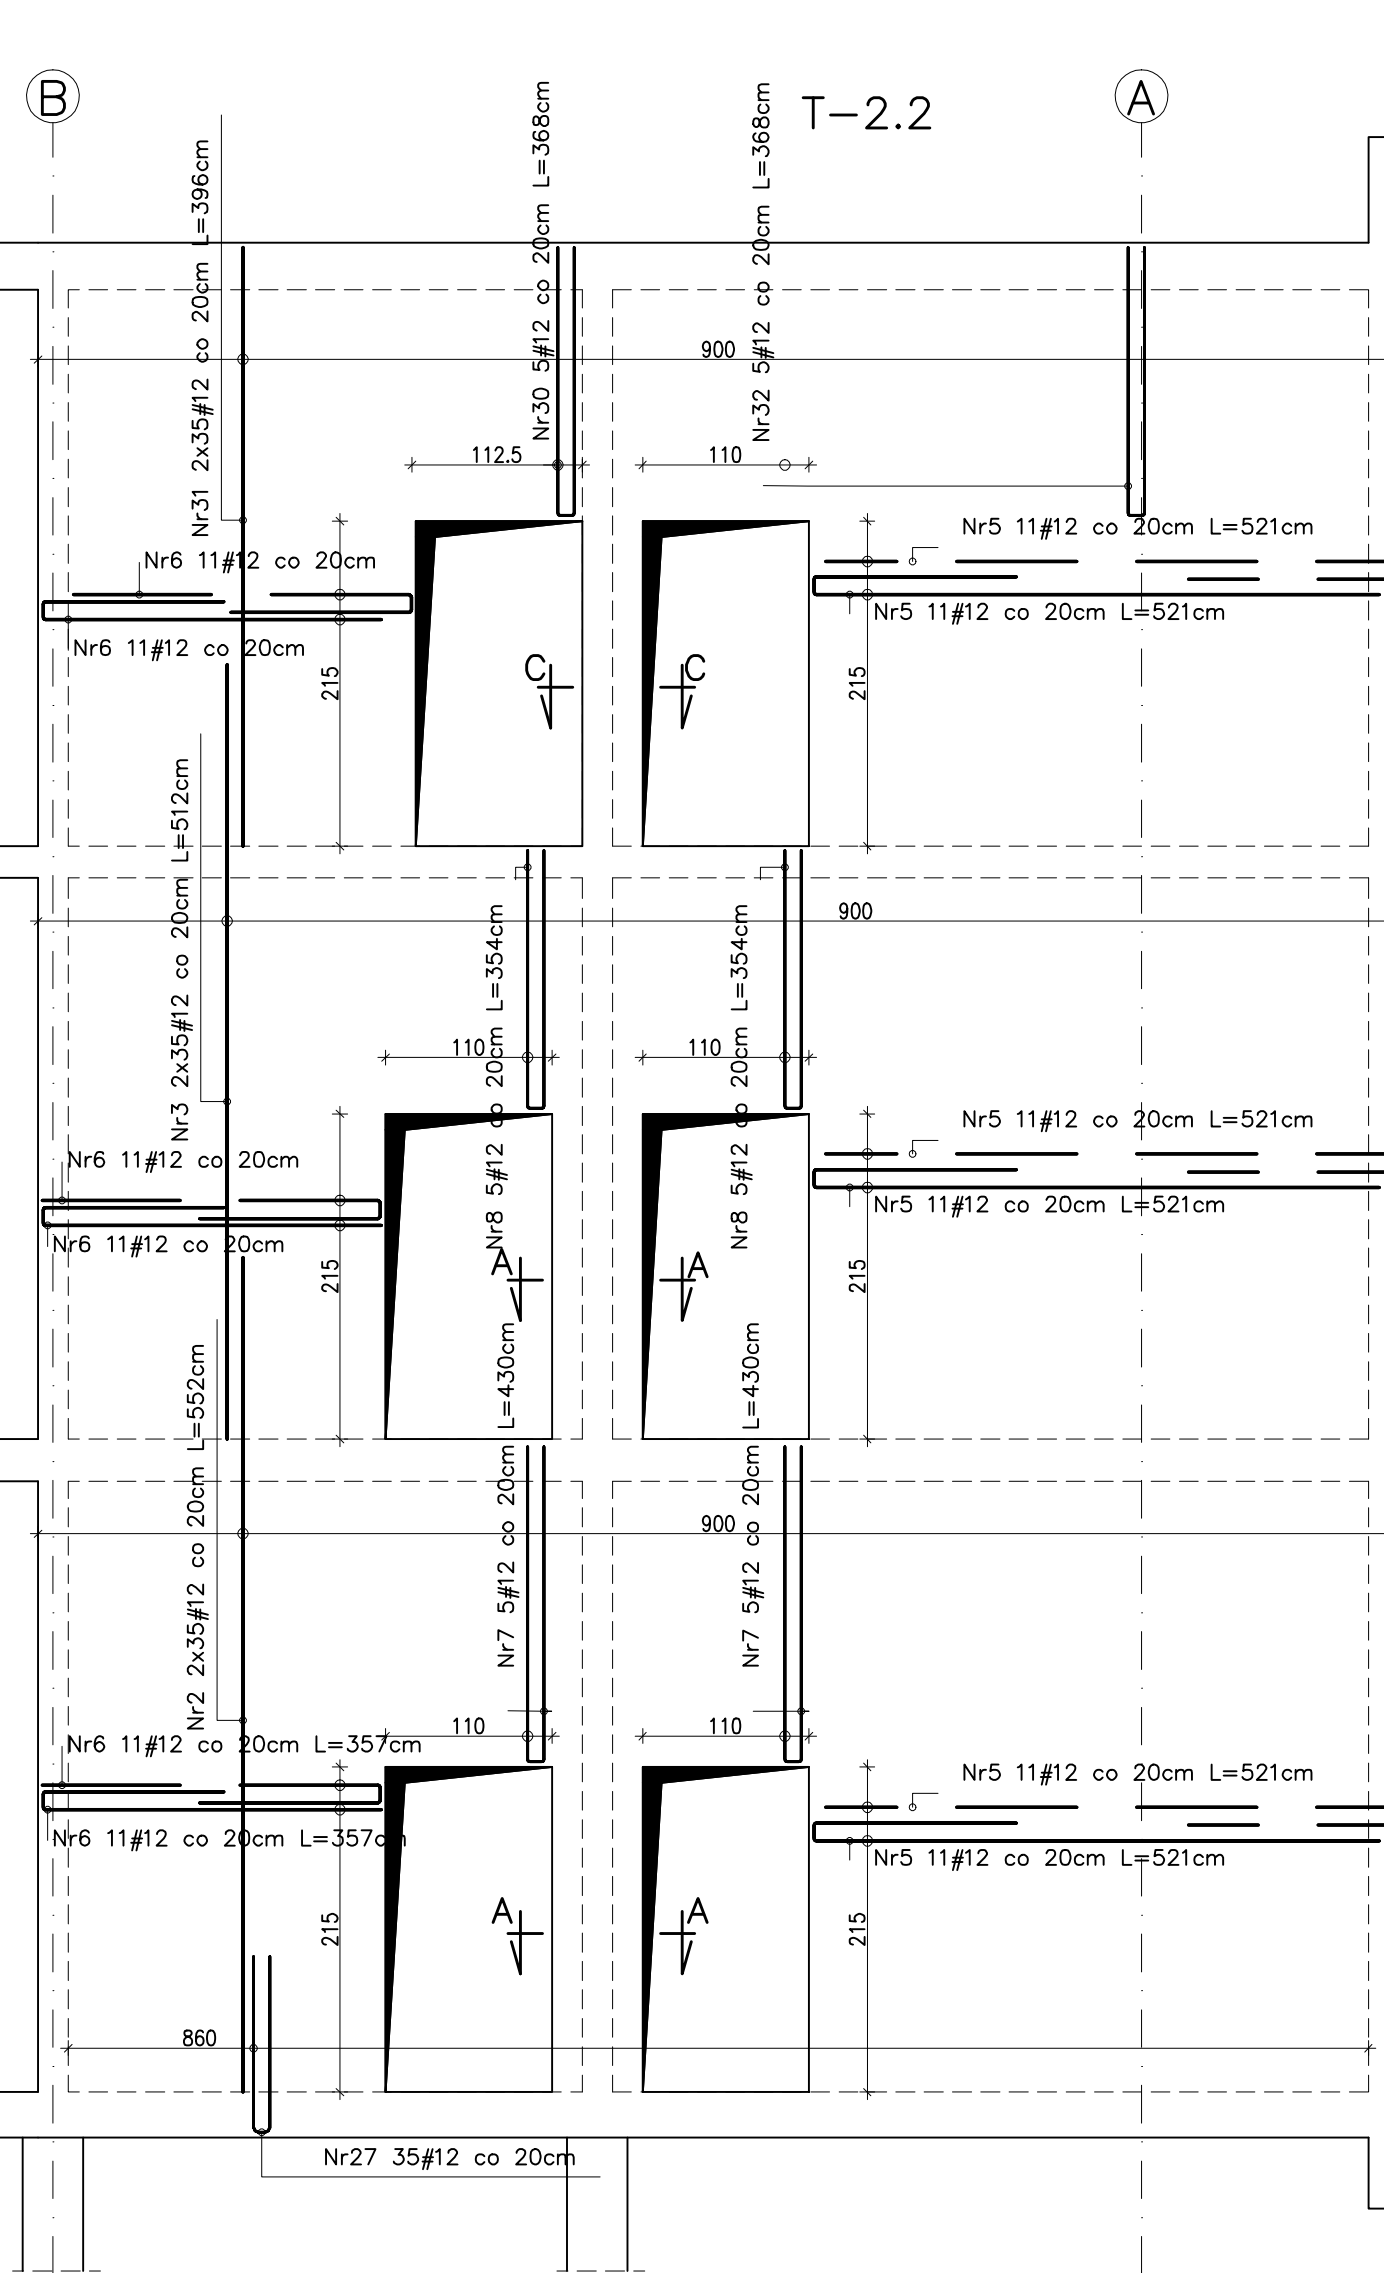 B
T-2.2
A
Nr31 2x35#12 co 20cm L=396cm
Nr30 5#12 co 20cm L=368cm
Nr32 5#12 co 20cm L=368cm
900
112.5
110
Nr5 11#12 co 20cm L=521cm
Nr6 11#12 co 20cm
Nr5 11#12 co 20cm L=521cm
Nr6 11#12 co 20cm
C
C
215
215
Nr3 2x35#12 co 20cm L=512cm
900
Nr8 5#12 co 20cm L=354cm
Nr8 5#12 co 20cm L=354cm
110
110
Nr5 11#12 co 20cm L=521cm
Nr6 11#12 co 20cm
Nr5 11#12 co 20cm L=521cm
Nr6 11#12 co 20cm
A
A
215
215
Nr2 2x35#12 co 20cm L=552cm
Nr7 5#12 co 20cm L=430cm
Nr7 5#12 co 20cm L=430cm
900
110
110
Nr6 11#12 co 20cm L=357cm
Nr5 11#12 co 20cm L=521cm
Nr6 11#12 co 20cm L=357cm
Nr5 11#12 co 20cm L=521cm
A
A
215
215
860
Nr27 35#12 co 20cm